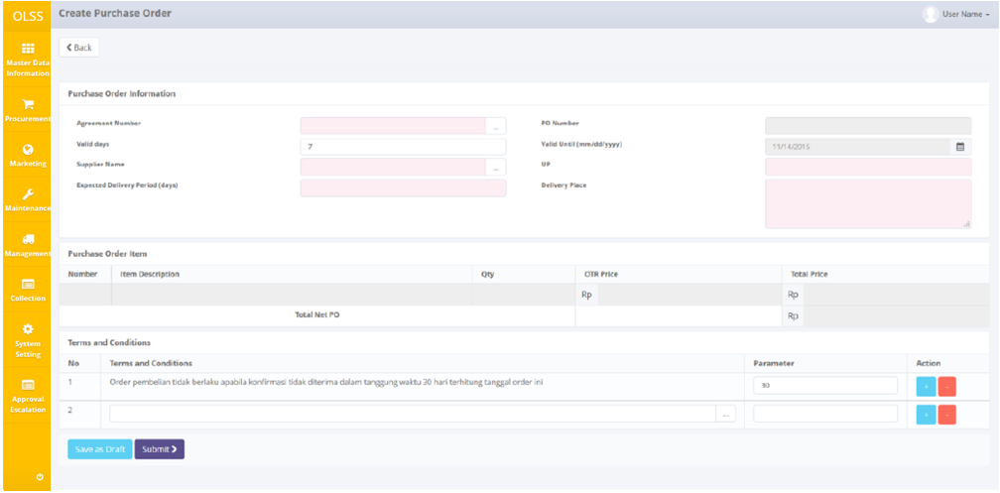 OLSS
Create Purchase Order
User Name
Back
Master Data
Information
Procurement
Marketing
Maintenance
Management
Collection
System
Setting
Approval
Escalation
Purchase Order Information
Agreement Number
...
PO Number
Valid days
7
Valid Until (mm/dd/yyyy)
11/14/2015
Supplier Name
...
UP
Expected Delivery Period (days)
Delivery Place
Purchase Order Item
Number Item Description Qty OTR Price Total Price
Rp Rp
Total Net PO Rp
Terms and Conditions
No Terms and Conditions Parameter Action
1 Order pembelian tidak berlaku apabila konfirmasi tidak diterima dalam tanggung waktu 30 hari terhitung tanggal order ini 30 + -
2 ... + -
Save as Draft Submit